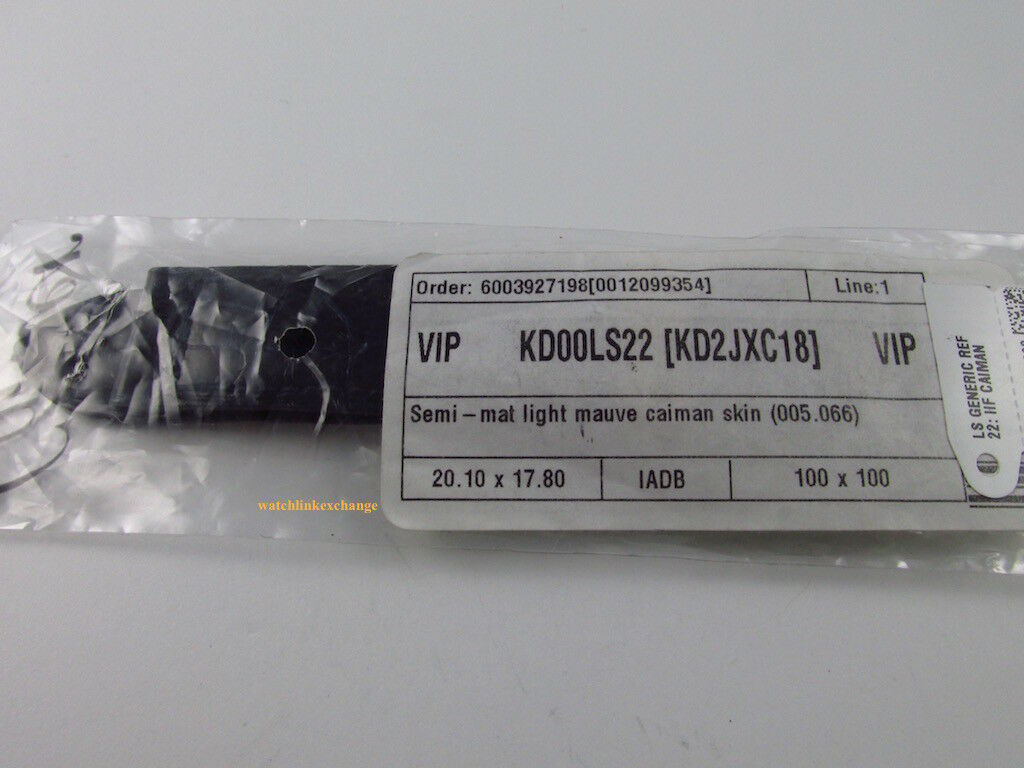 Order: 6003927198[0012099354] Line:1
VIP KD00LS22 [KD2JXC18] VIP
Semi-mat light mauve caiman skin (005.066)
20.10 x 17.80 IADB 100 x 100
LS GENERIC REF
22: IIF CAIMAN
watchlinkexchange